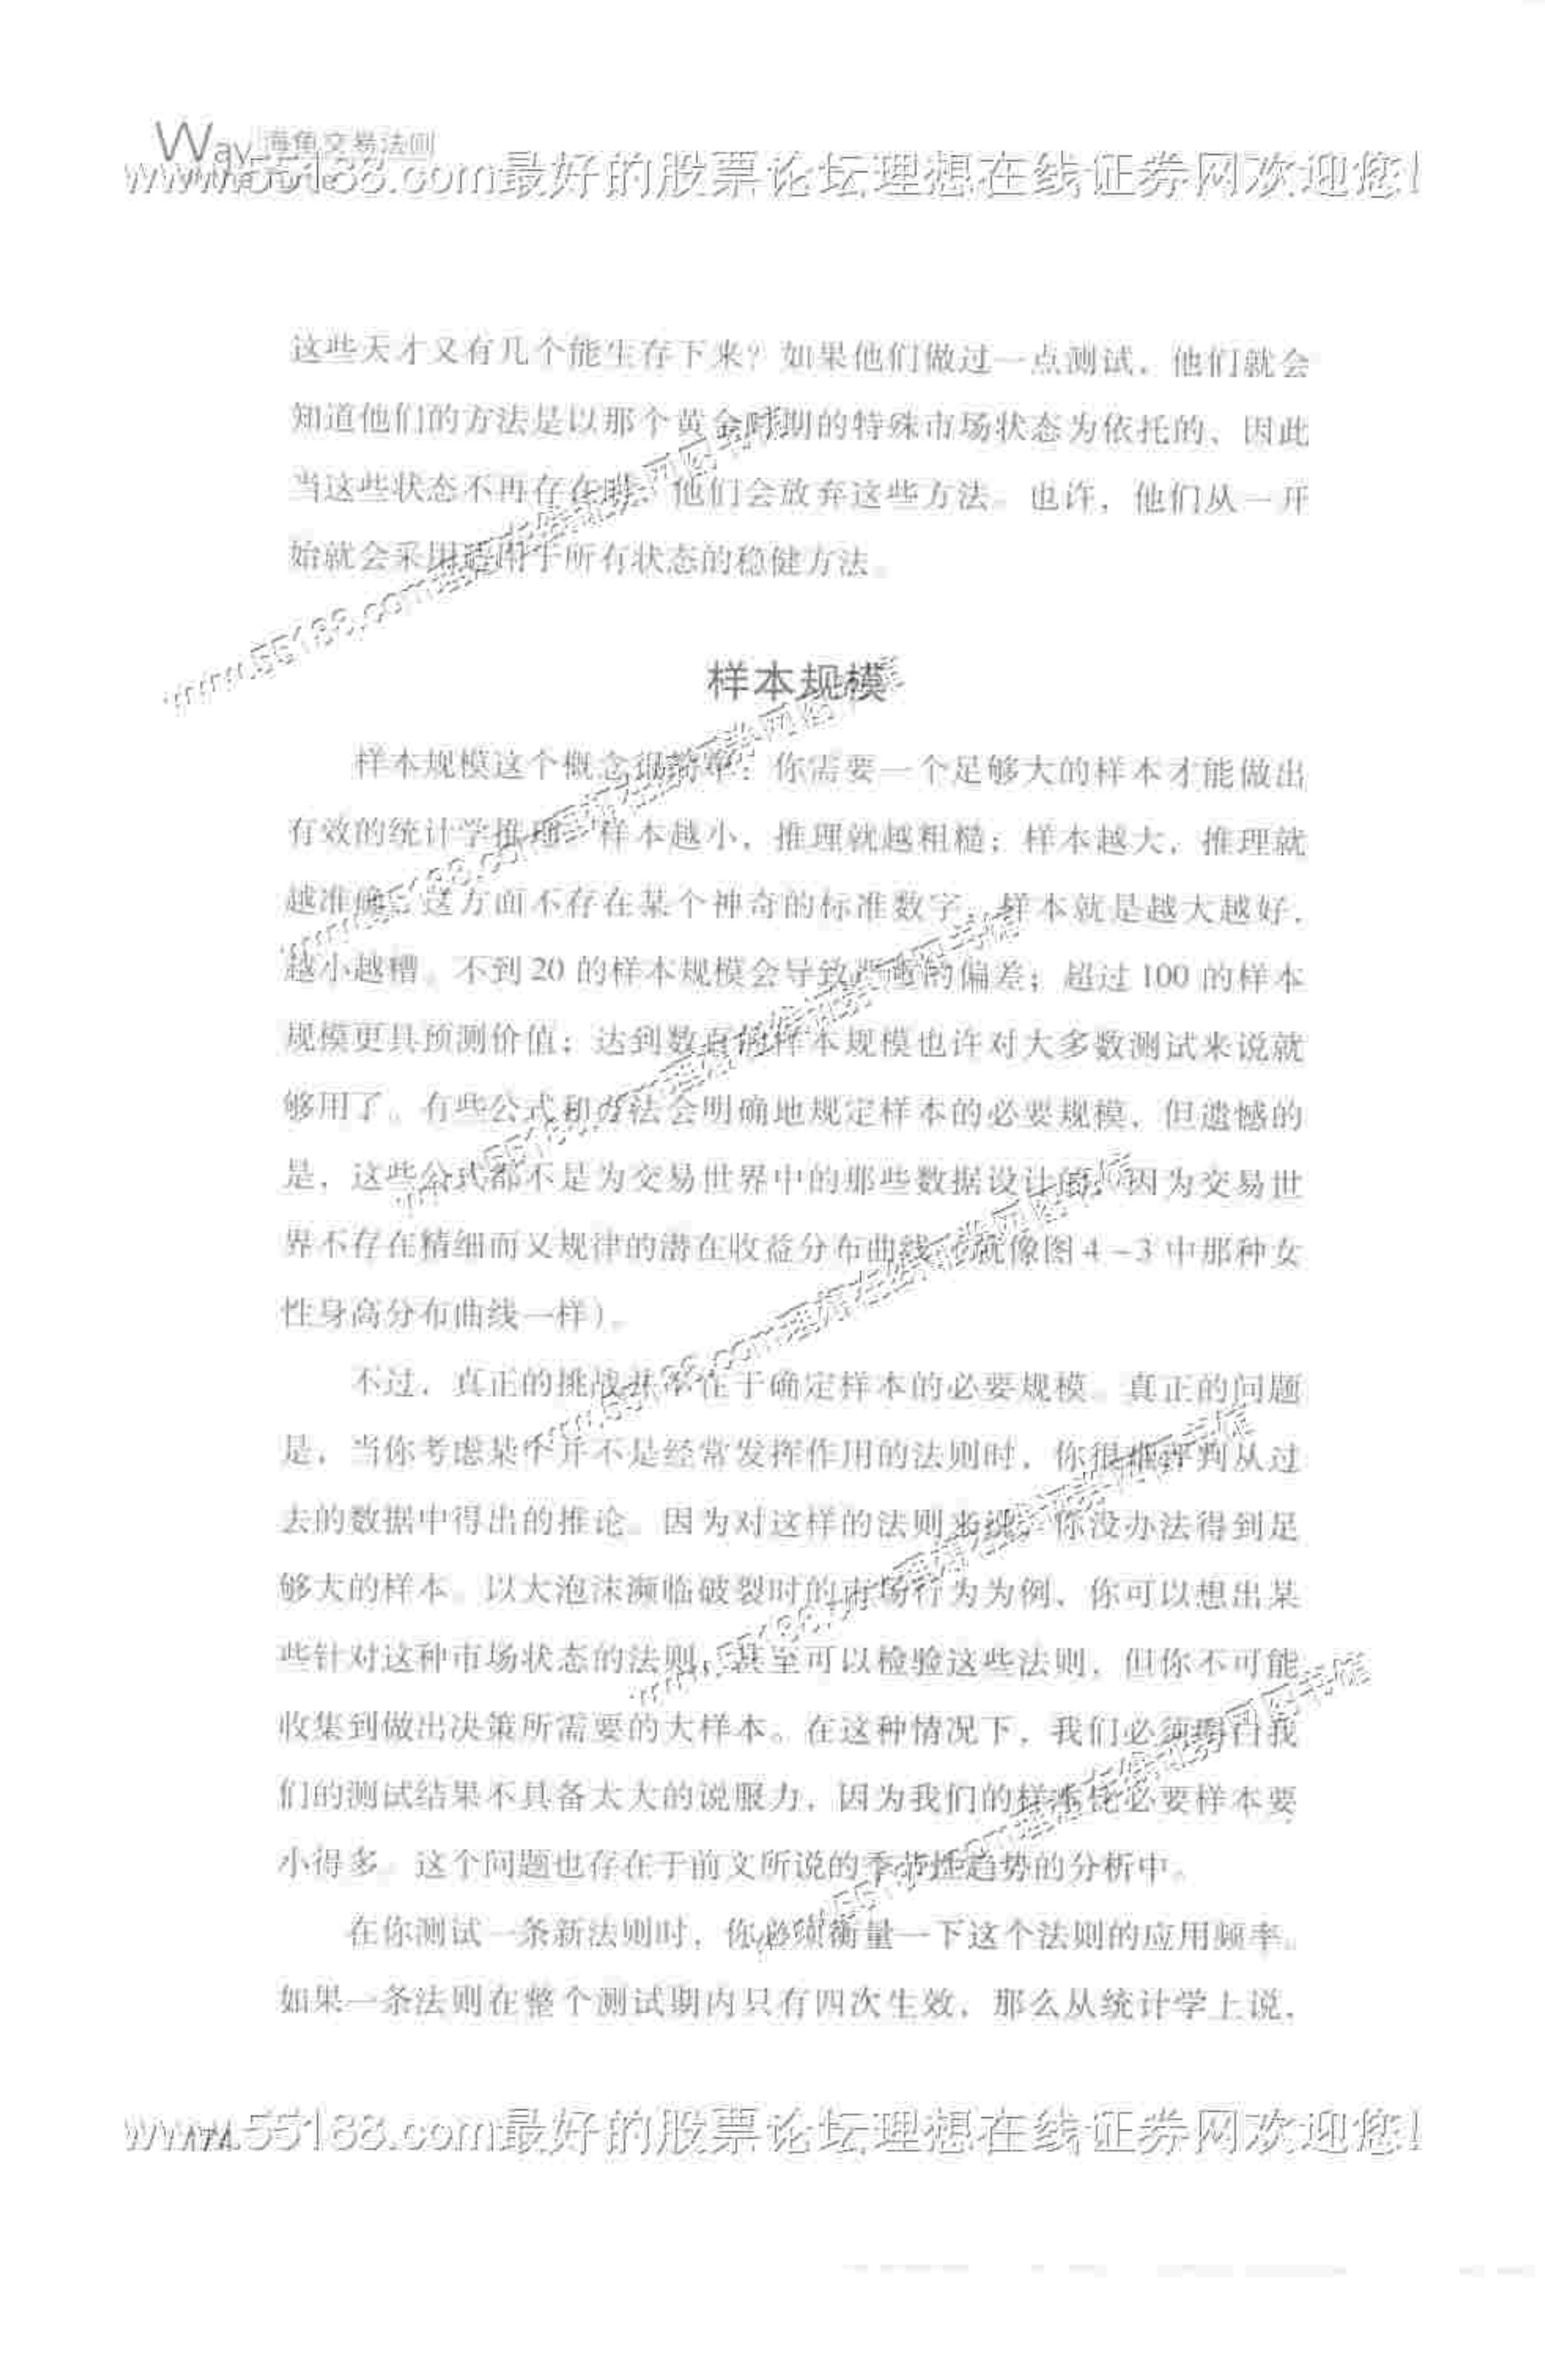 Way 海龟交易法则
www.55188.com最好的股票论坛理想在线证券网欢迎您!
这些天才又有几个能生存下来?如果他们做过一点测试,他们就会
知道他们的方法是以那个黄金时期的特殊市场状态为依托的,因此
当这些状态不再存在时,他们会放弃这些方法。也许,他们从一开
始就会采用适用于所有状态的稳健方法。
样本规模
样本规模这个概念很简单:你需要一个足够大的样本才能做出
有效的统计学推理。样本越小,推理就越粗糙;样本越大,推理就
越准确。这方面不存在某个神奇的标准数字,样本就是越大越好,
越小越糟。不到20的样本规模会导致严重的偏差;超过100的样本
规模更具预测价值;达到数百的样本规模也许对大多数测试来说就
够用了。有些公式和办法会明确地规定样本的必要规模,但遗憾的
是,这些公式都不是为交易世界中的那些数据设计的,因为交易世
界不存在精细而又规律的潜在收益分布曲线(就像图4-3中那种女
性身高分布曲线一样)。
不过,真正的挑战并不在于确定样本的必要规模。真正的问题
是,当你考虑某个并不是经常发挥作用的法则时,你很难评判从过
去的数据中得出的推论。因为对这样的法则来说,你没办法得到足
够大的样本。以大泡沫濒临破裂时的市场行为为例,你可以想出某
些针对这种市场状态的法则,甚至可以检验这些法则,但你不可能
收集到做出决策所需要的大样本。在这种情况下,我们必须明白我
们的测试结果不具备太大的说服力,因为我们的样本比必要样本要
小得多。这个问题也存在于前文所说的季节性趋势的分析中。
在你测试一条新法则时,你必须衡量一下这个法则的应用频率。
如果一条法则在整个测试期内只有四次生效,那么从统计学上说,
www.55188.com最好的股票论坛理想在线证券网欢迎您!